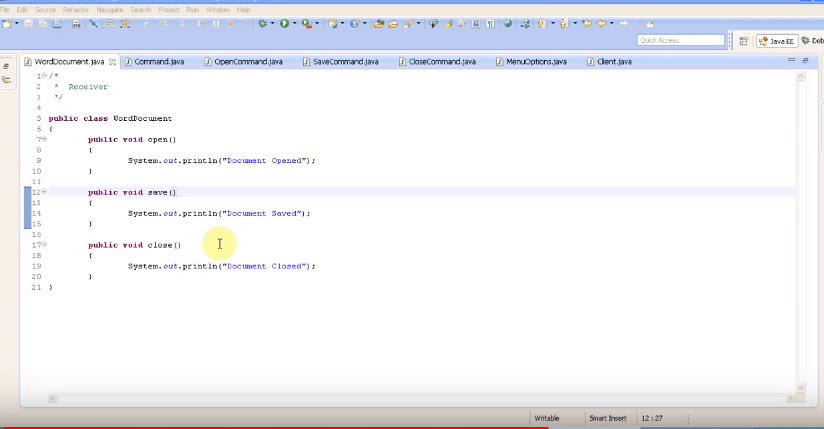 File Edit Source Refactor Navigate Search Project Run Window Help
Quick Access
Java EE
Deb
WordDocument.java
Command.java
OpenCommand.java
SaveCommand.java
CloseCommand.java
MenuOptions.java
Client.java
1 /*
2 * Receiver
3 */
4
5 public class WordDocument
6 {
7 public void open()
8 {
9 System.out.println("Document Opened");
10 }
11
12 public void save()
13 {
14 System.out.println("Document Saved");
15 }
16
17 public void close()
18 {
19 System.out.println("Document Closed");
20 }
21 }
Writable
Smart Insert
12 : 27